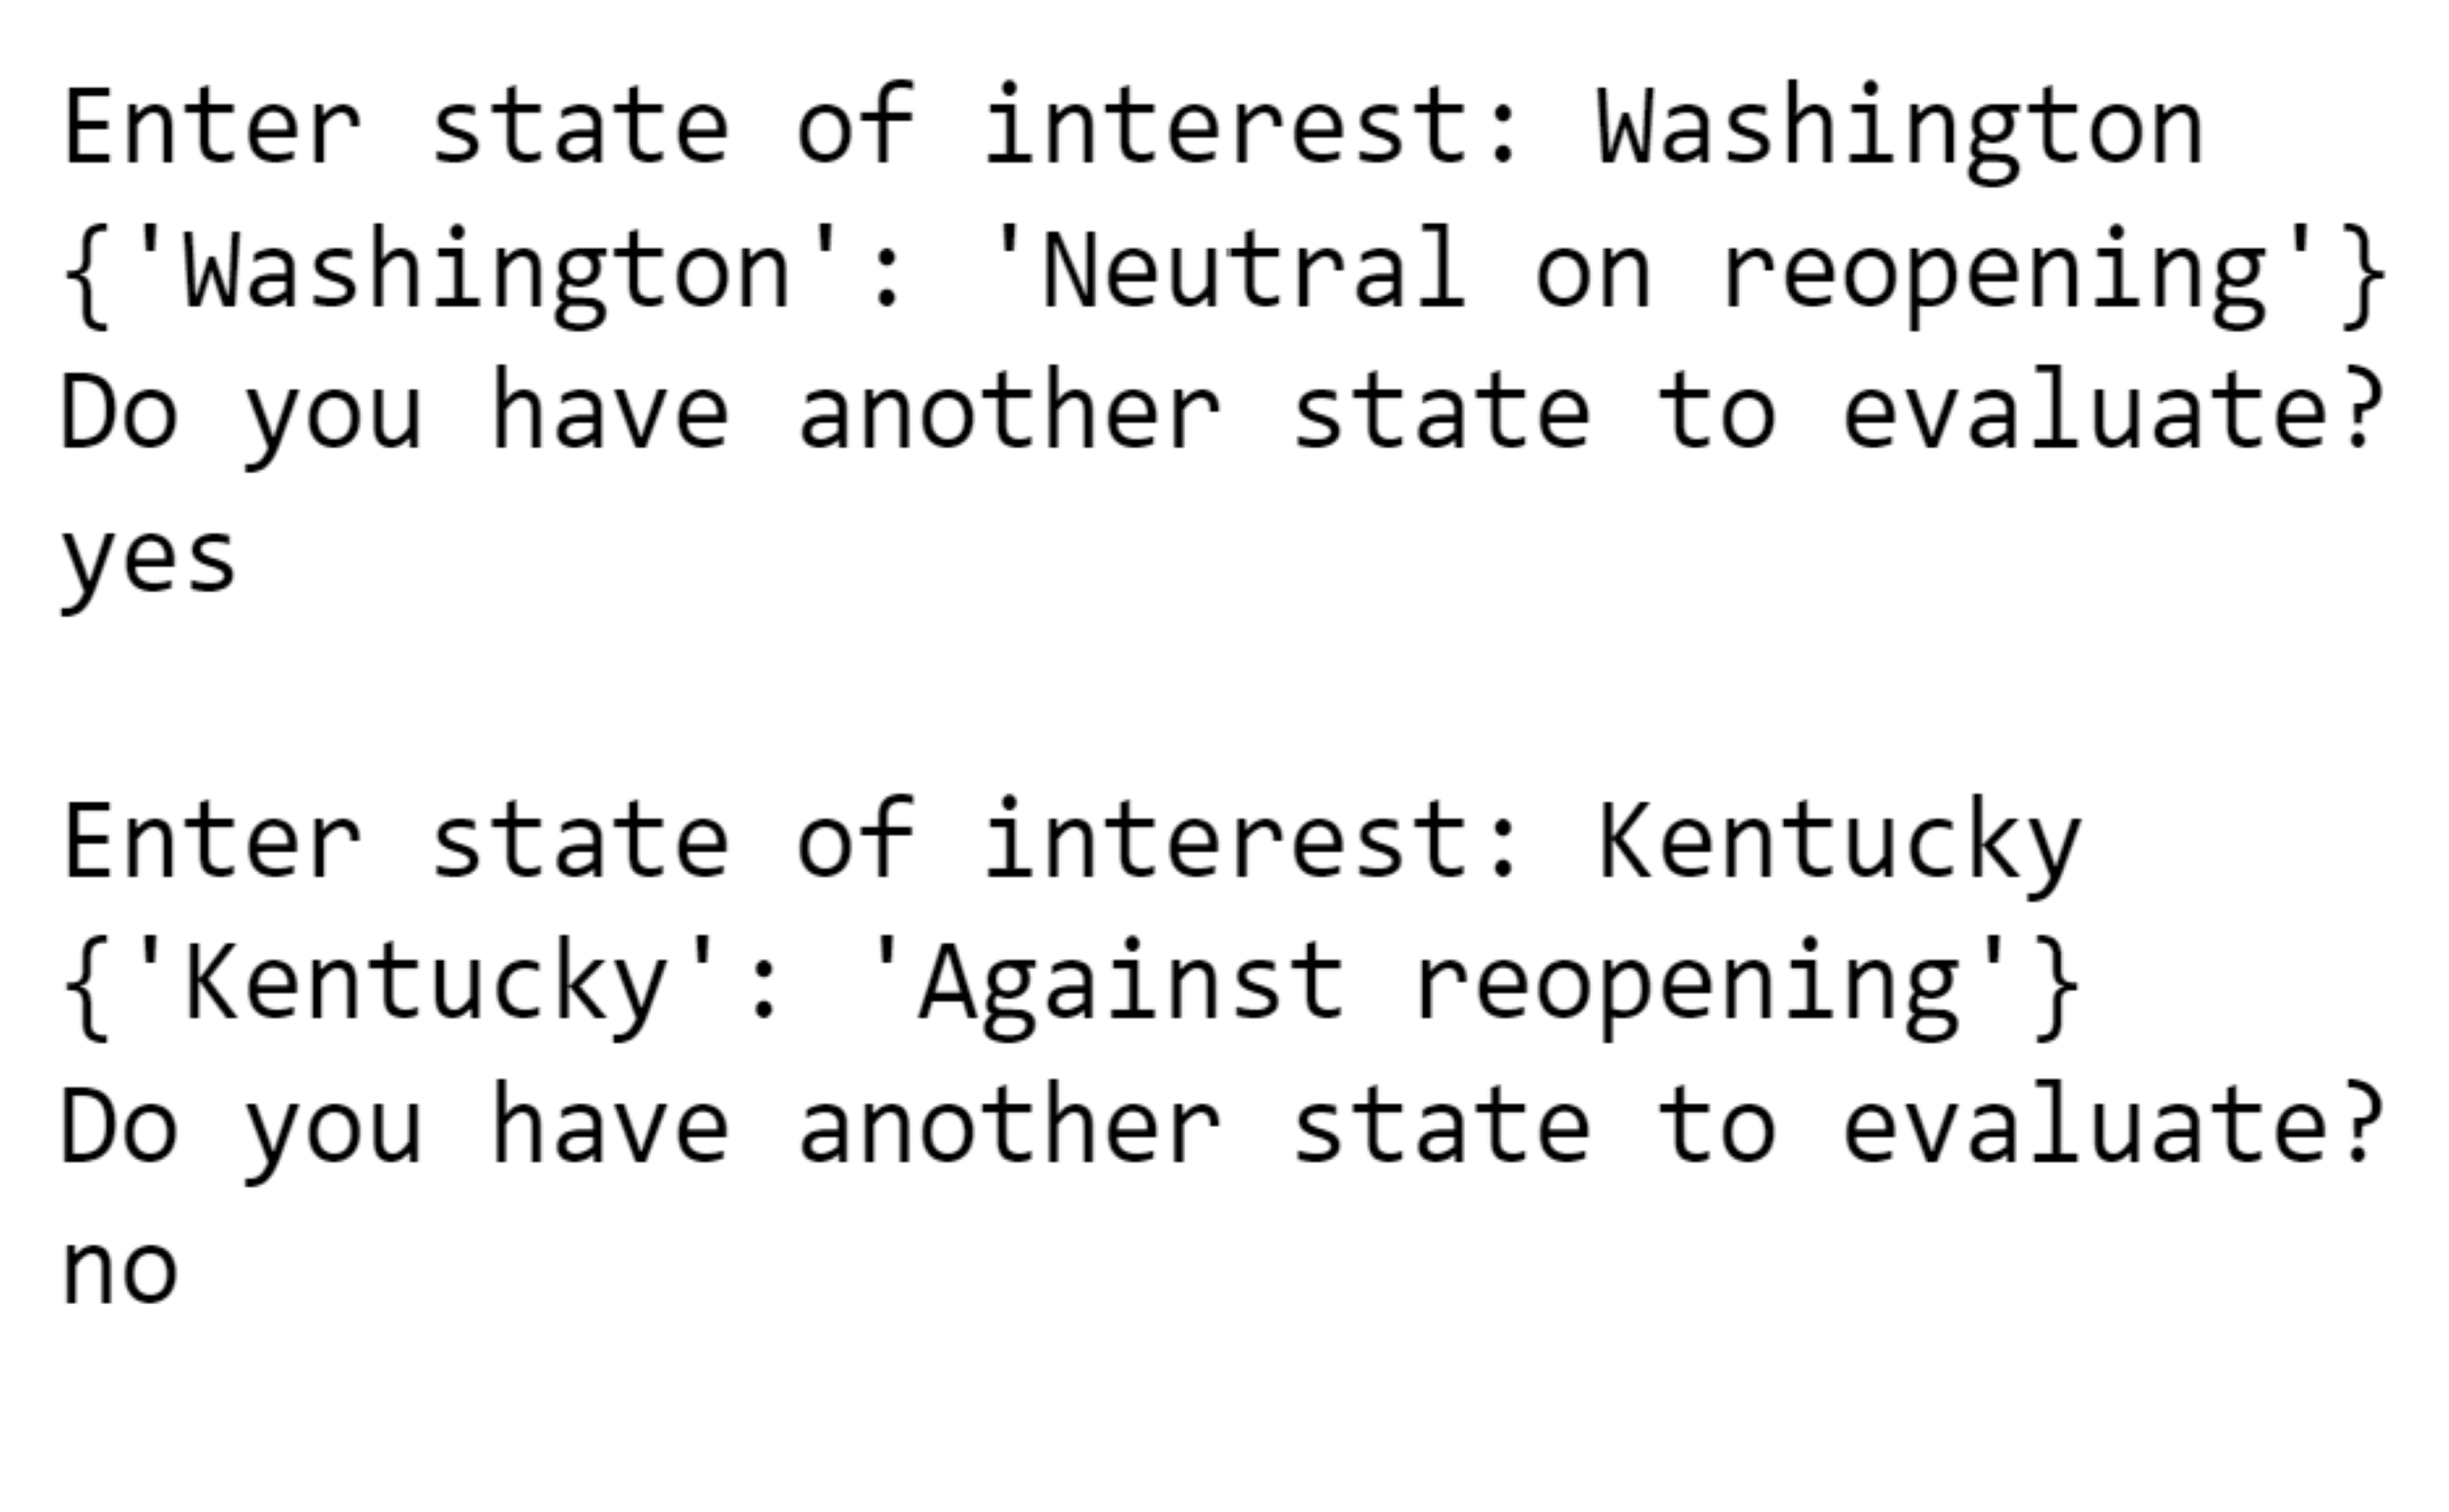 Enter state of interest: Washington
{'Washington': 'Neutral on reopening'}
Do you have another state to evaluate?
yes
Enter state of interest: Kentucky
{'Kentucky': 'Against reopening'}
Do you have another state to evaluate?
no